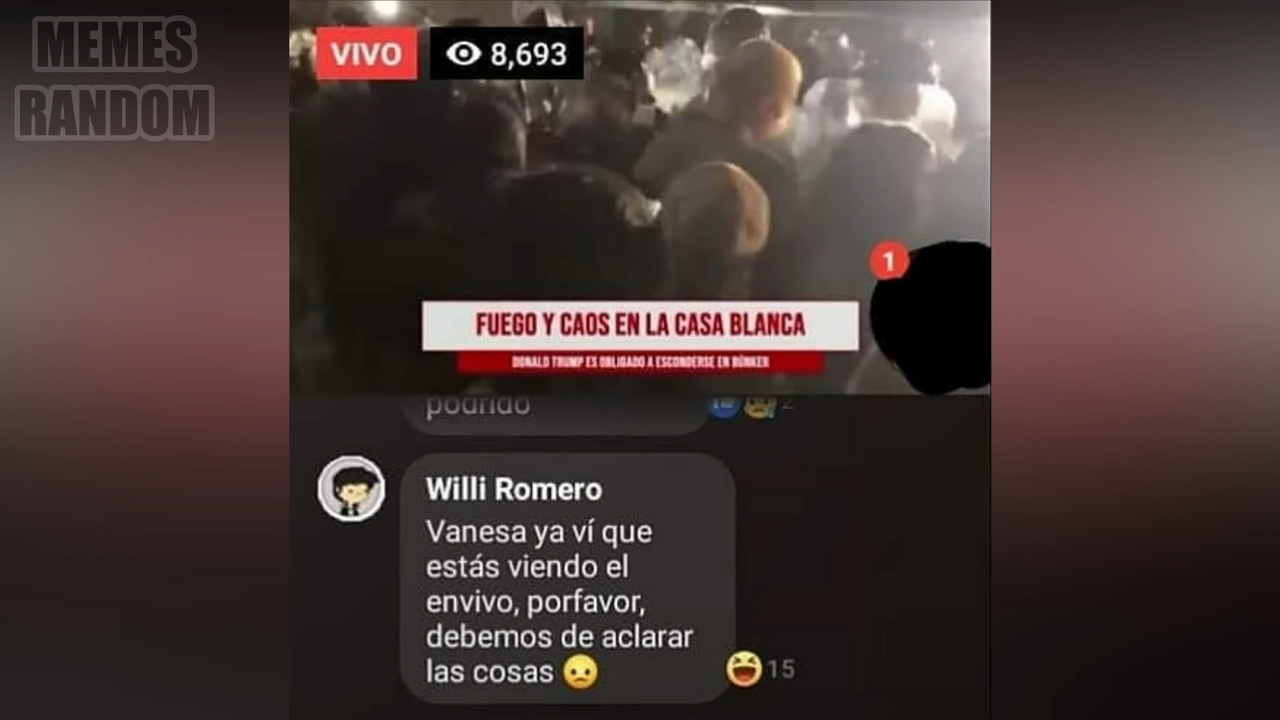 MEMES
RANDOM
VIVO 8,693
1
FUEGO Y CAOS EN LA CASA BLANCA
DONALD TRUMP ES OBLIGADO A ESCONDERSE EN BÚNKER
podrido 2
Willi Romero
Vanesa ya ví que
estás viendo el
envivo, porfavor,
debemos de aclarar
las cosas 😞
15